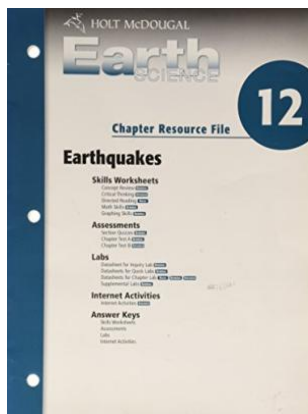 HOLT McDOUGAL
Earth
SCIENCE
12
Chapter Resource File
Earthquakes
Skills Worksheets
Concept Review
Critical Thinking
Directed Reading
Math Skills
Graphing Skills
Assessments
Section Quizzes
Chapter Test A
Chapter Test B
Labs
Datasheet for Inquiry Lab
Datasheets for Quick Labs
Datasheets for Chapter Lab
Supplemental Labs
Internet Activities
Internet Activities
Answer Keys
Skills Worksheets
Assessments
Labs
Internet Activities